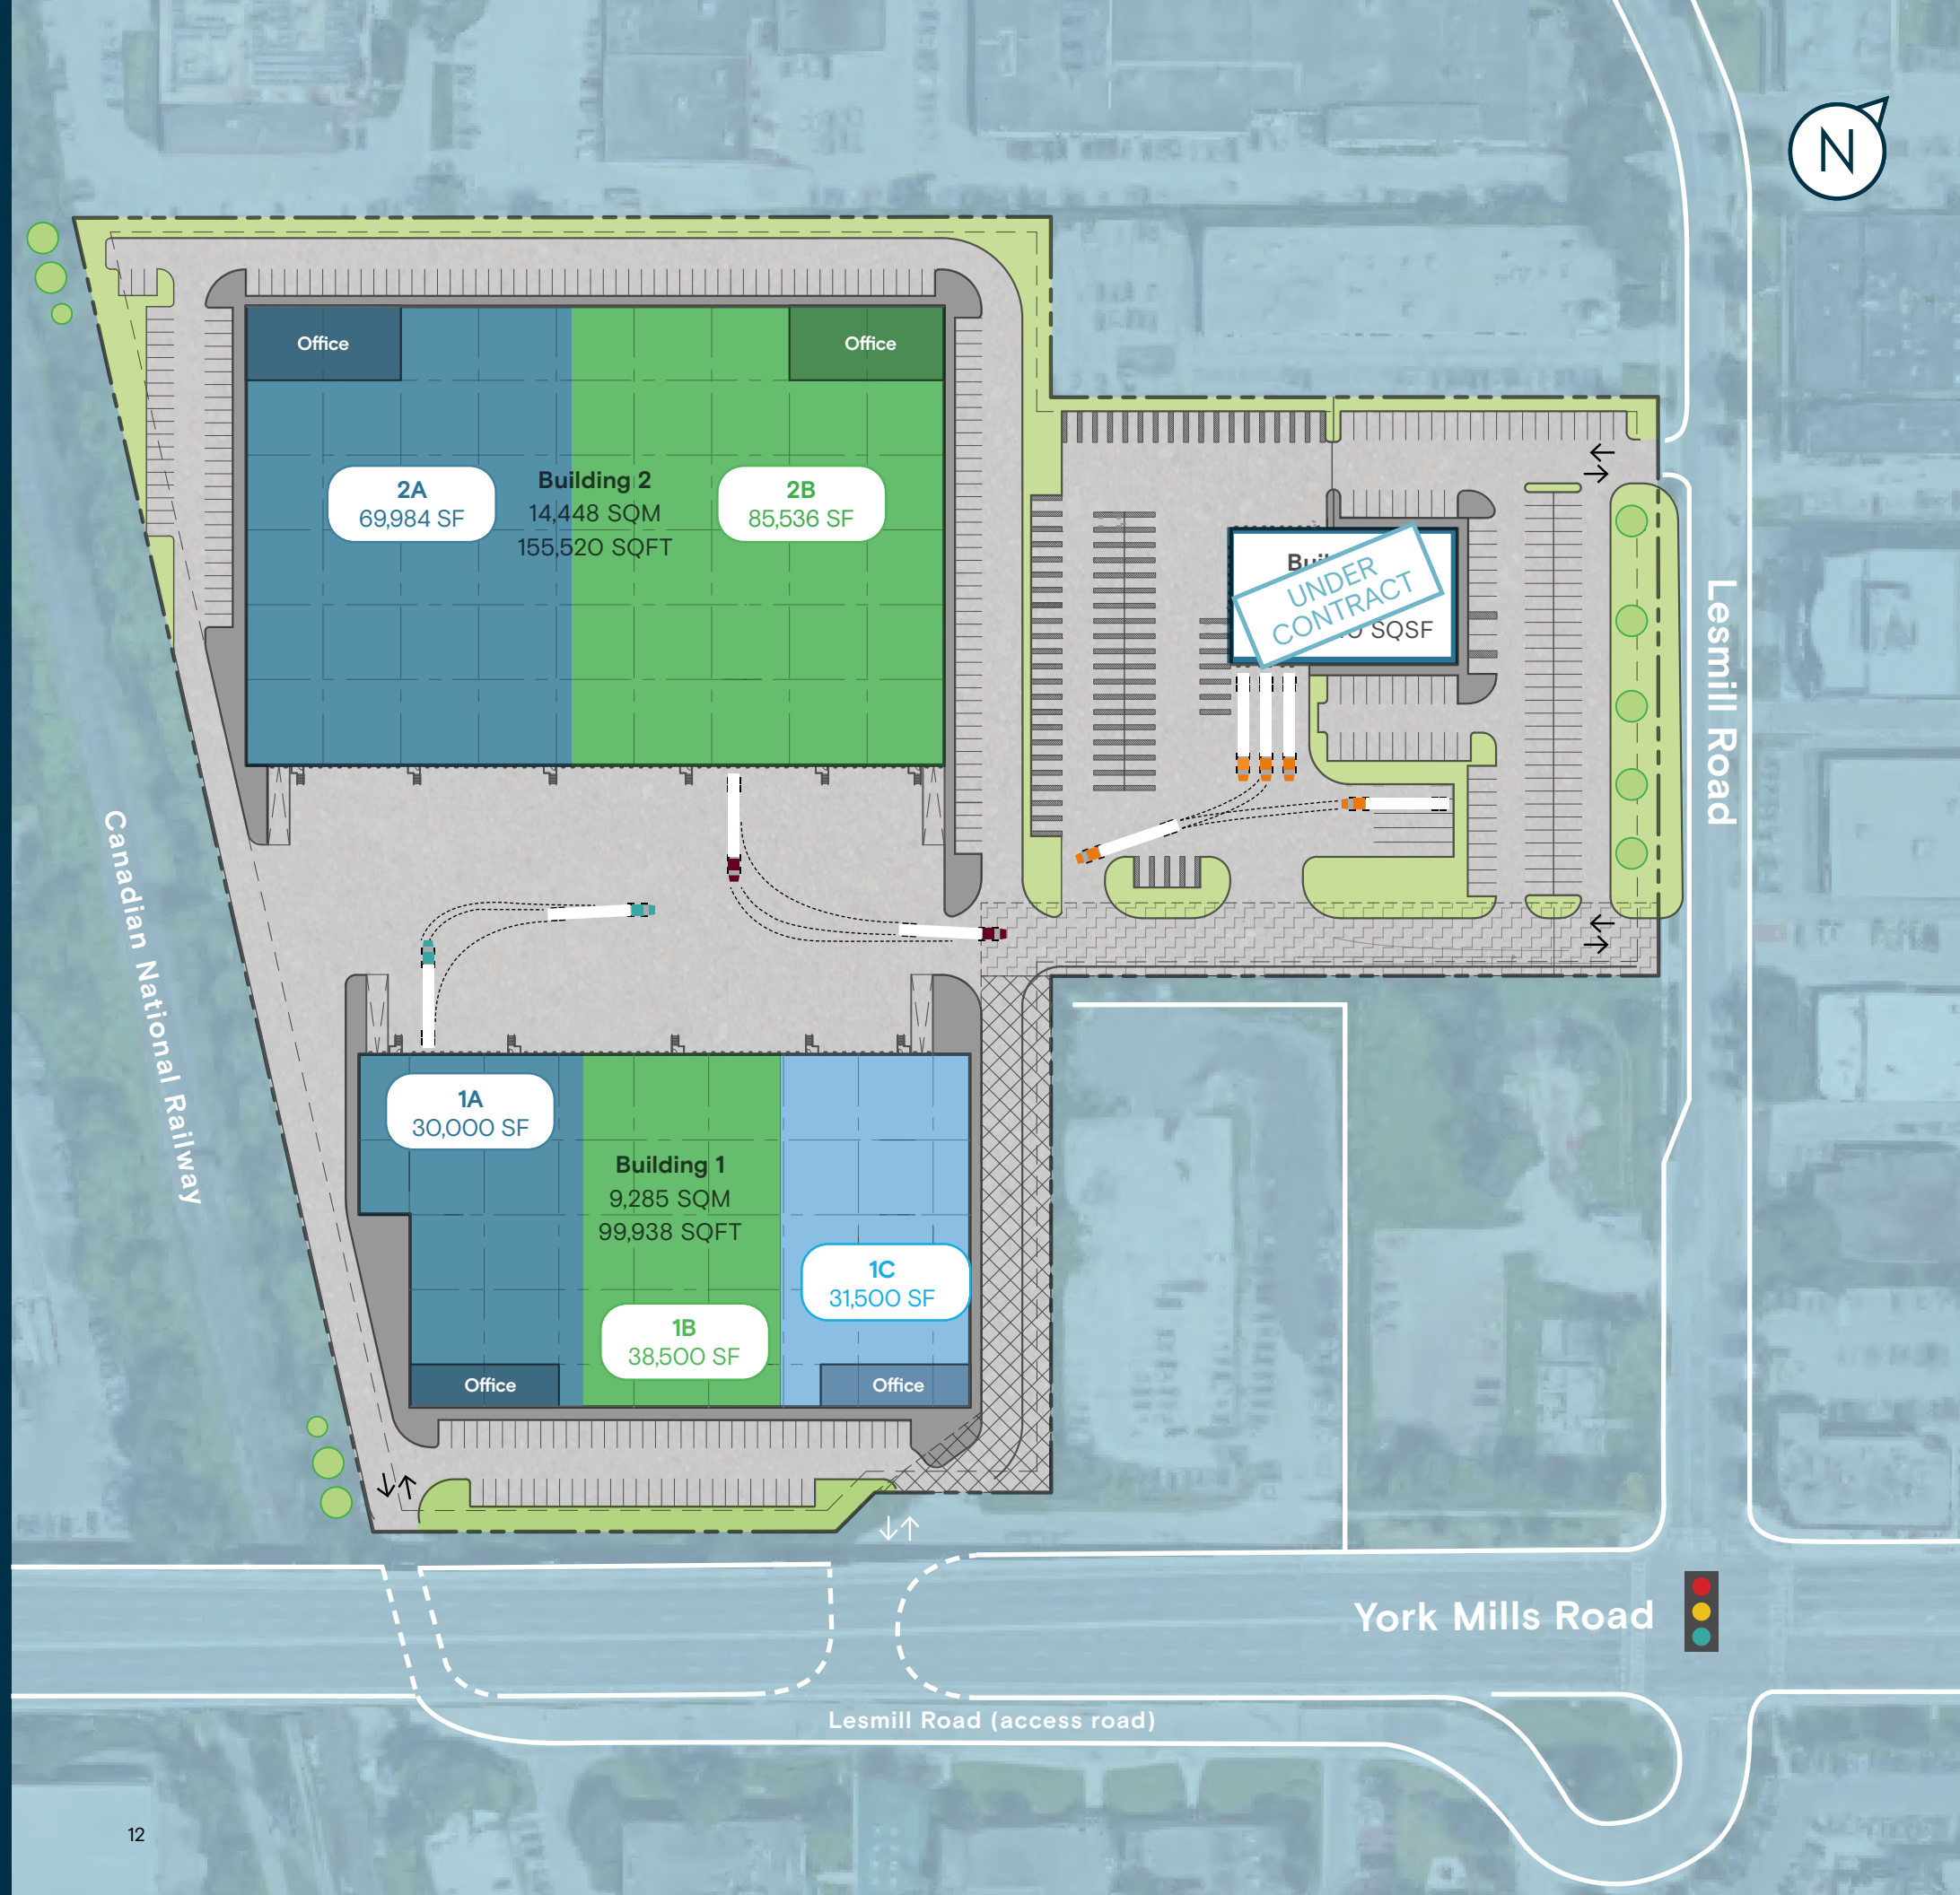 N
Office
Office
2A
69,984 SF
Building 2
14,448 SQM
155,520 SQFT
2B
85,536 SF
UNDER
CONTRACT
SQSF
Lesmill Road
Canadian National Railway
1A
30,000 SF
Building 1
9,285 SQM
99,938 SQFT
1C
31,500 SF
1B
38,500 SF
Office
Office
York Mills Road
Lesmill Road (access road)
12